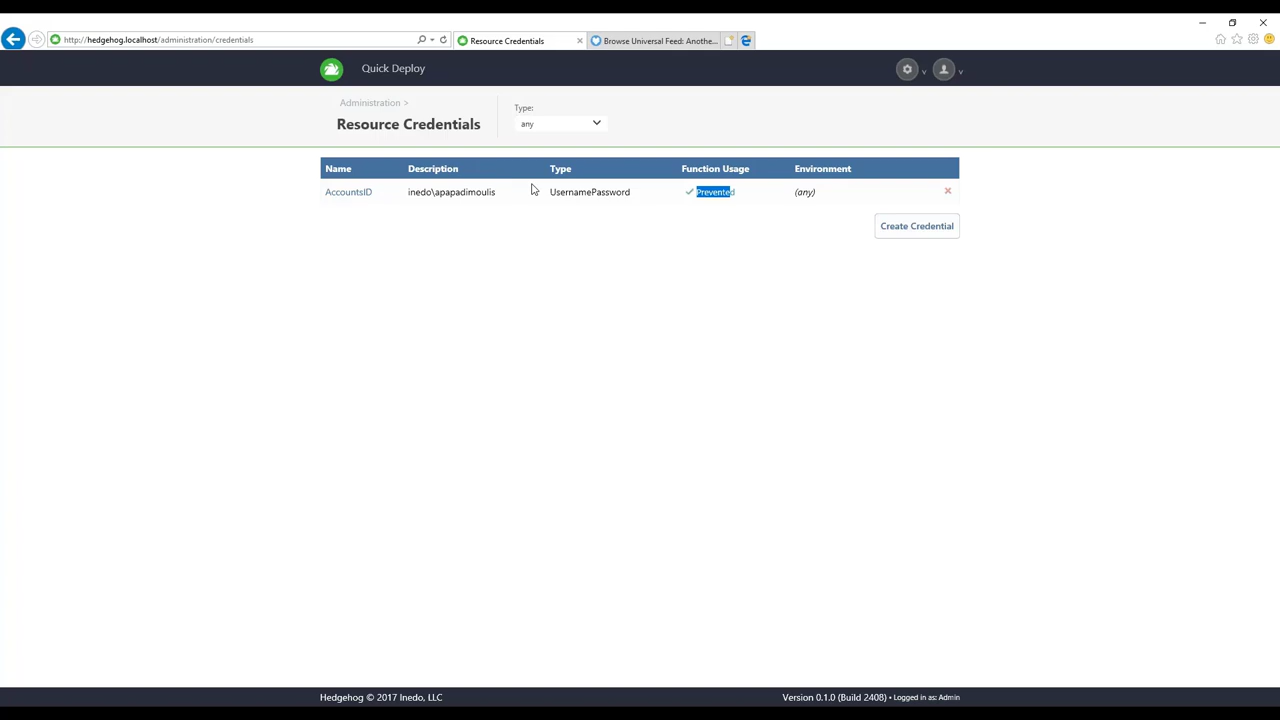 http://hedgehog.localhost/administration/credentials
Resource Credentials
Browse Universal Feed: Anothe...
Quick Deploy
Administration >
Resource Credentials
Type:
any
Name Description Type Function Usage Environment
AccountsID inedo\apapadimoulis UsernamePassword Prevented (any)
Create Credential
Hedgehog © 2017 Inedo, LLC
Version 0.1.0 (Build 2408) • Logged in as: Admin